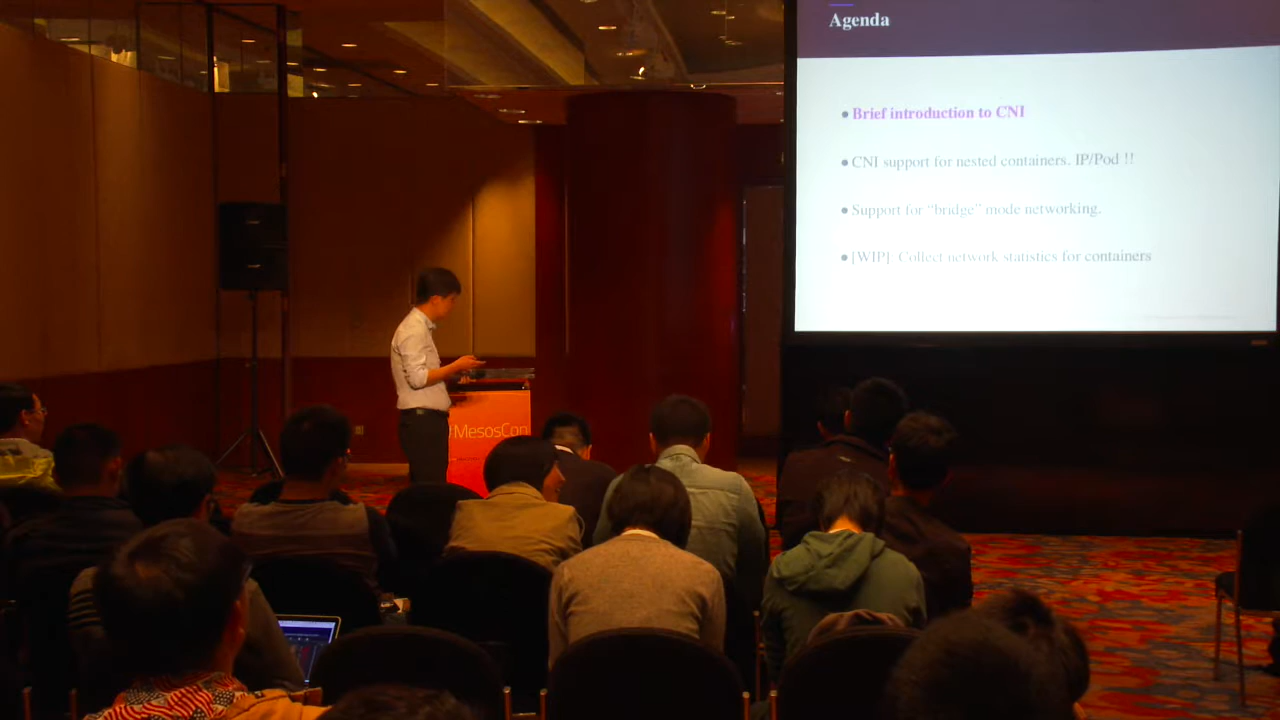 Agenda
● Brief introduction to CNI
● CNI support for nested containers. IP/Pod !!
● Support for “bridge” mode networking.
● [WIP]: Collect network statistics for containers
#MesosCon